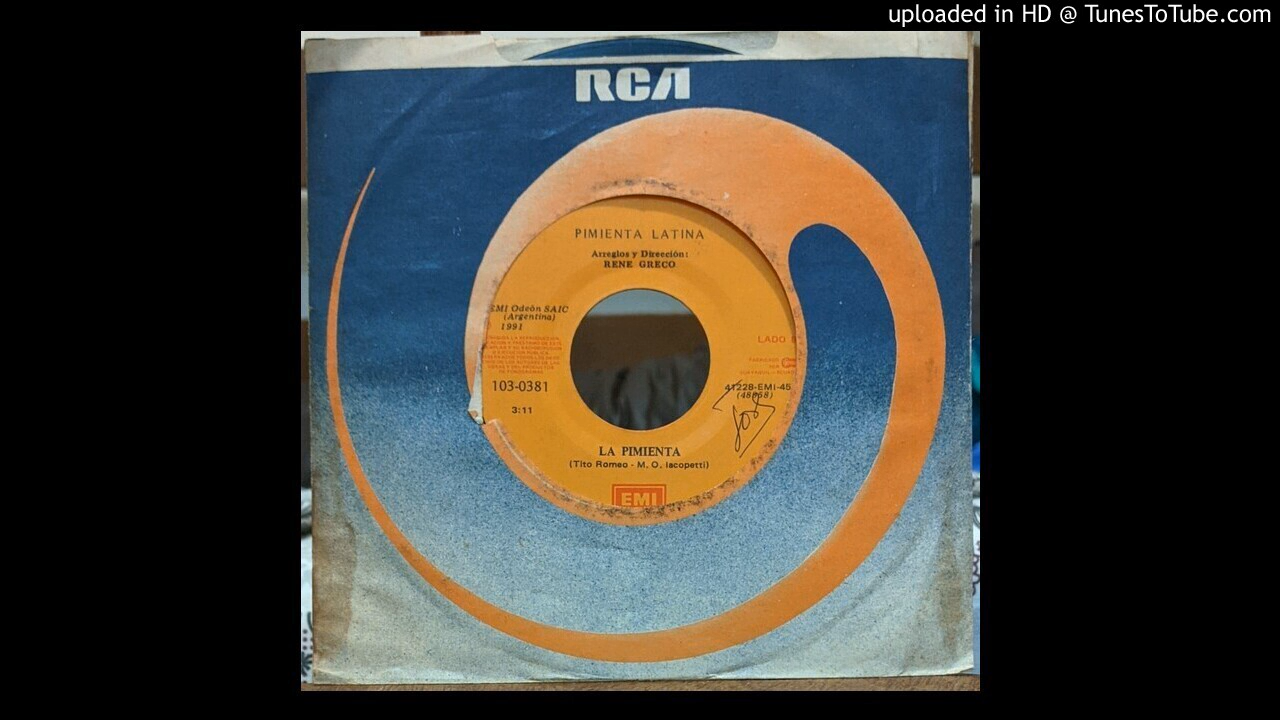 uploaded in HD @ TunesToTube.com
RCA
PIMIENTA LATINA
Arreglos y Dirección:
RENE GRECO
EMI Odeón SAIC
(Argentina)
1991
LADO
103-0381
3:11
41228-EMI-45
LA PIMIENTA
(Tito Romeo - M. O. Iacopetti)
EMI